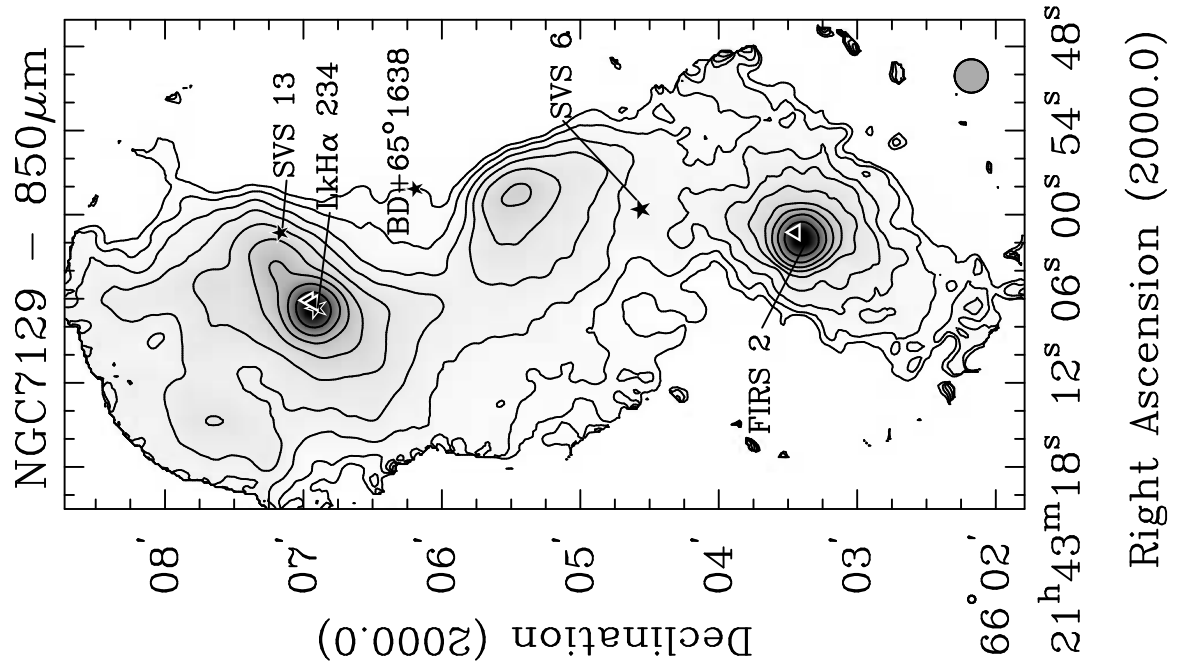 NGC7129 – 850μm
SVS 13
LkHα 234
BD+65°1638
SVS 6
FIRS 2
08′
07′
06′
05′
04′
03′
66°02′
Declination (2000.0)
21ʰ43ᵐ18ˢ
12ˢ
06ˢ
00ˢ
54ˢ
48ˢ
Right Ascension (2000.0)